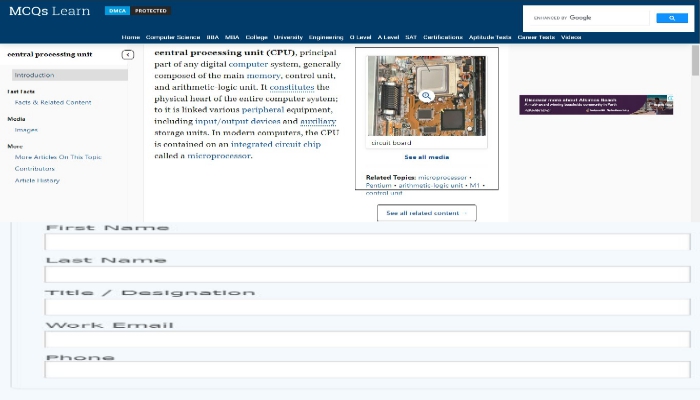 MCQs Learn
DMCA PROTECTED
ENHANCED BY Google
Home Computer Science BBA MBA College University Engineering O Level A Level SAT Certifications Aptitude Tests Career Tests Videos
central processing unit
Introduction
Fast Facts
Facts & Related Content
Media
Images
More
More Articles On This Topic
Contributors
Article History
central processing unit (CPU), principal
part of any digital computer system, generally
composed of the main memory, control unit,
and arithmetic-logic unit. It constitutes the
physical heart of the entire computer system;
to it is linked various peripheral equipment,
including input/output devices and auxiliary
storage units. In modern computers, the CPU
is contained on an integrated circuit chip
called a microprocessor.
circuit board
See all media
Related Topics: microprocessor •
Pentium • arithmetic-logic unit • M1 •
control unit
See all related content →
Discover more about Alkimos Beach
First Name
Last Name
Title / Designation
Work Email
Phone